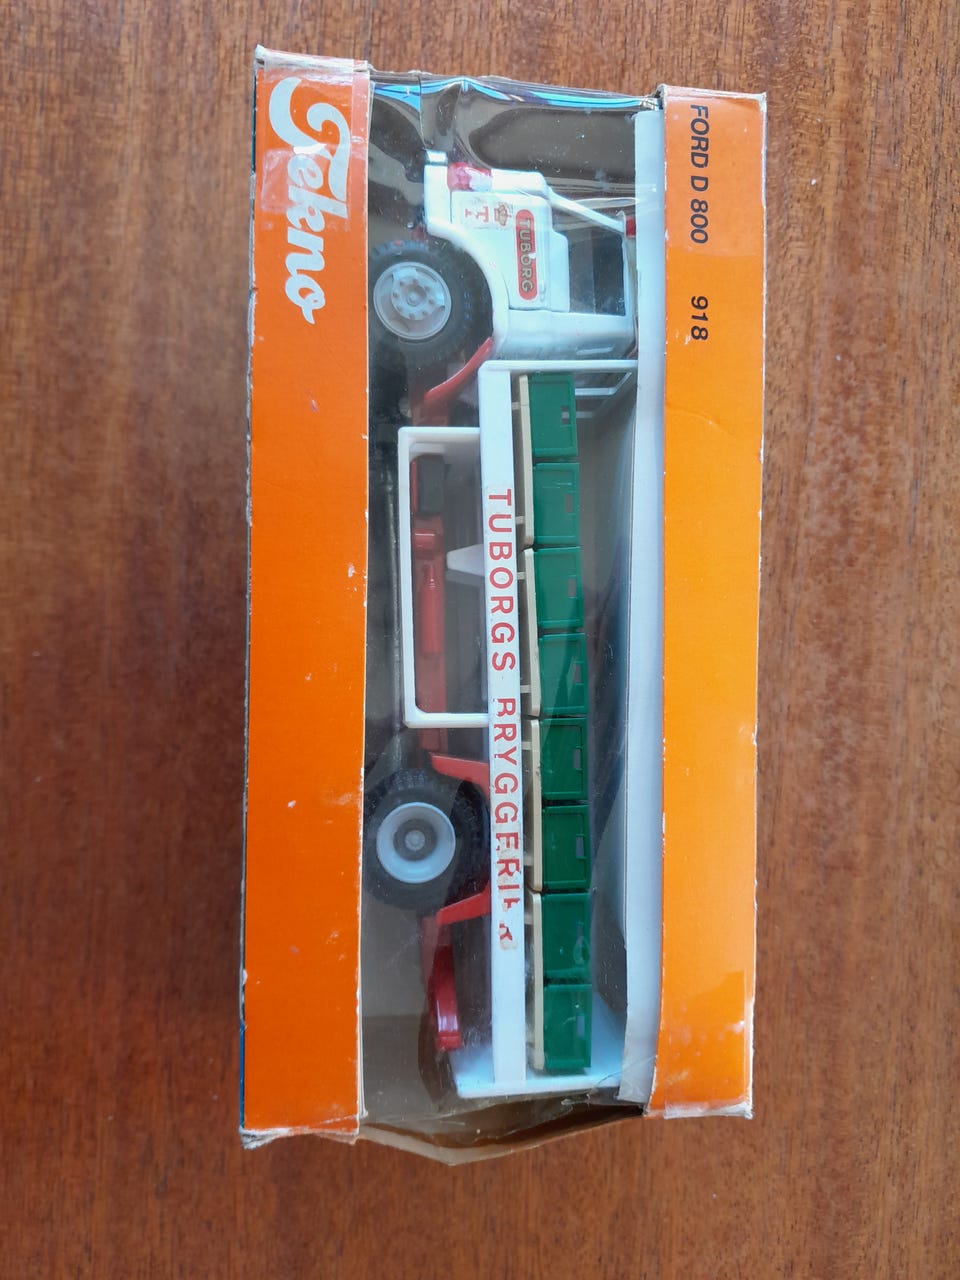 FORD D 800 918
Tekno
TUBORG
T
TUBORGS BRYGGERIER